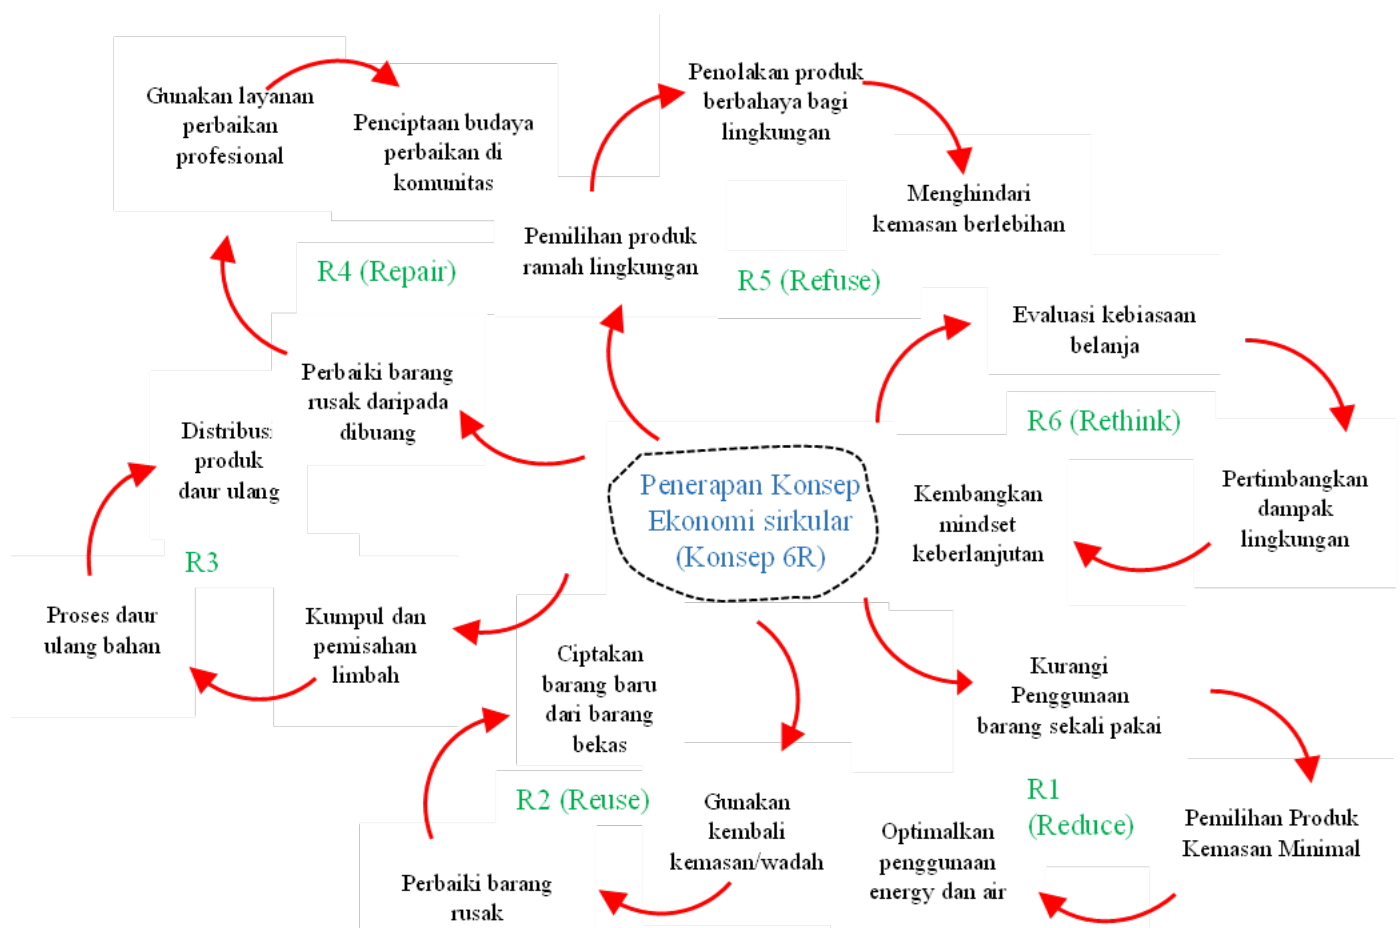 Gunakan layanan
perbaikan
profesional
Penciptaan budaya
perbaikan di
komunitas
R4 (Repair)
Perbaiki barang
rusak daripada
dibuang
Penolakan produk
berbahaya bagi
lingkungan
Menghindari
kemasan berlebihan
Pemilihan produk
ramah lingkungan
R5 (Refuse)
Evaluasi kebiasaan
belanja
R6 (Rethink)
Pertimbangkan
dampak
lingkungan
Kembangkan
mindset
keberlanjutan
Penerapan Konsep
Ekonomi sirkular
(Konsep 6R)
Distribusi
produk
daur ulang
R3
Proses daur
ulang bahan
Kumpul dan
pemisahan
limbah
Ciptakan
barang baru
dari barang
bekas
R2 (Reuse)
Perbaiki barang
rusak
Gunakan
kembali
kemasan/wadah
Kurangi
Penggunaan
barang sekali pakai
R1
(Reduce)
Pemilihan Produk
Kemasan Minimal
Optimalkan
penggunaan
energy dan air